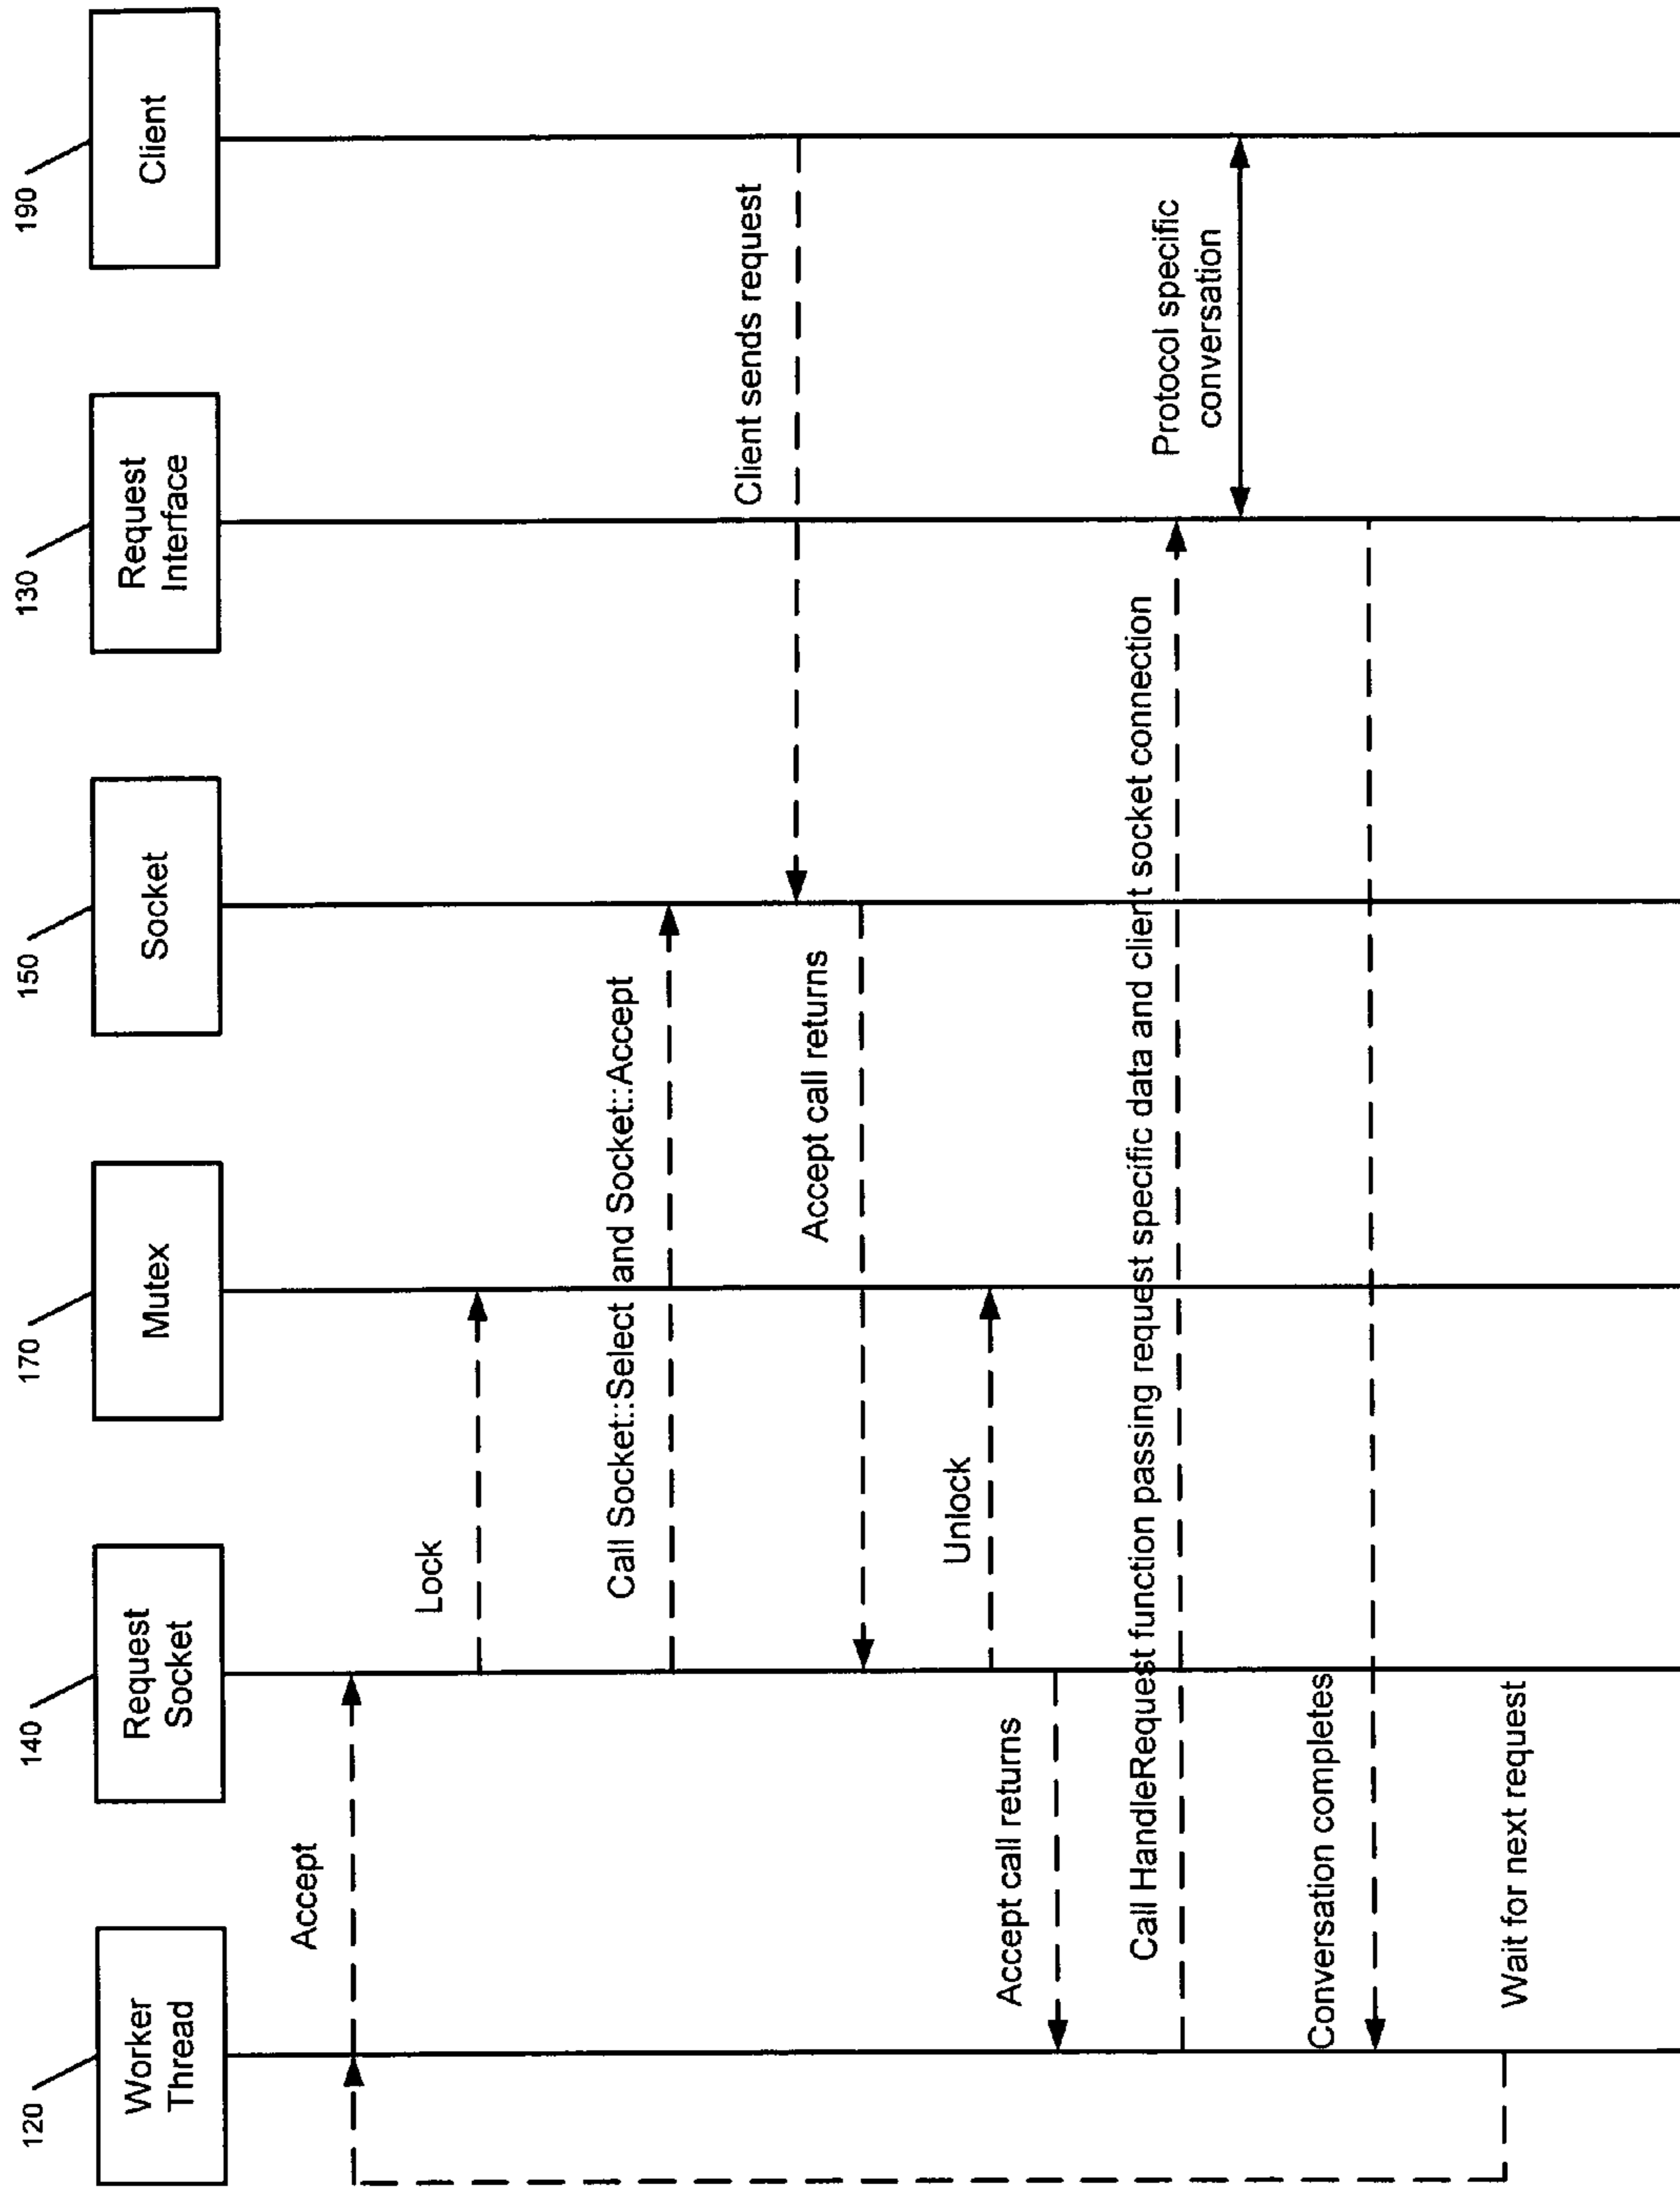 120
140
170
150
130
190
Worker
Thread
Request
Socket
Mutex
Socket
Request
Interface
Client
Accept
Lock
Call Socket::Select and Socket::Accept
Client sends request
Accept call returns
Unlock
Accept call returns
Call HandleRequest function passing request specific data and client socket connection
Protocol specific
conversation
Conversation completes
Wait for next request